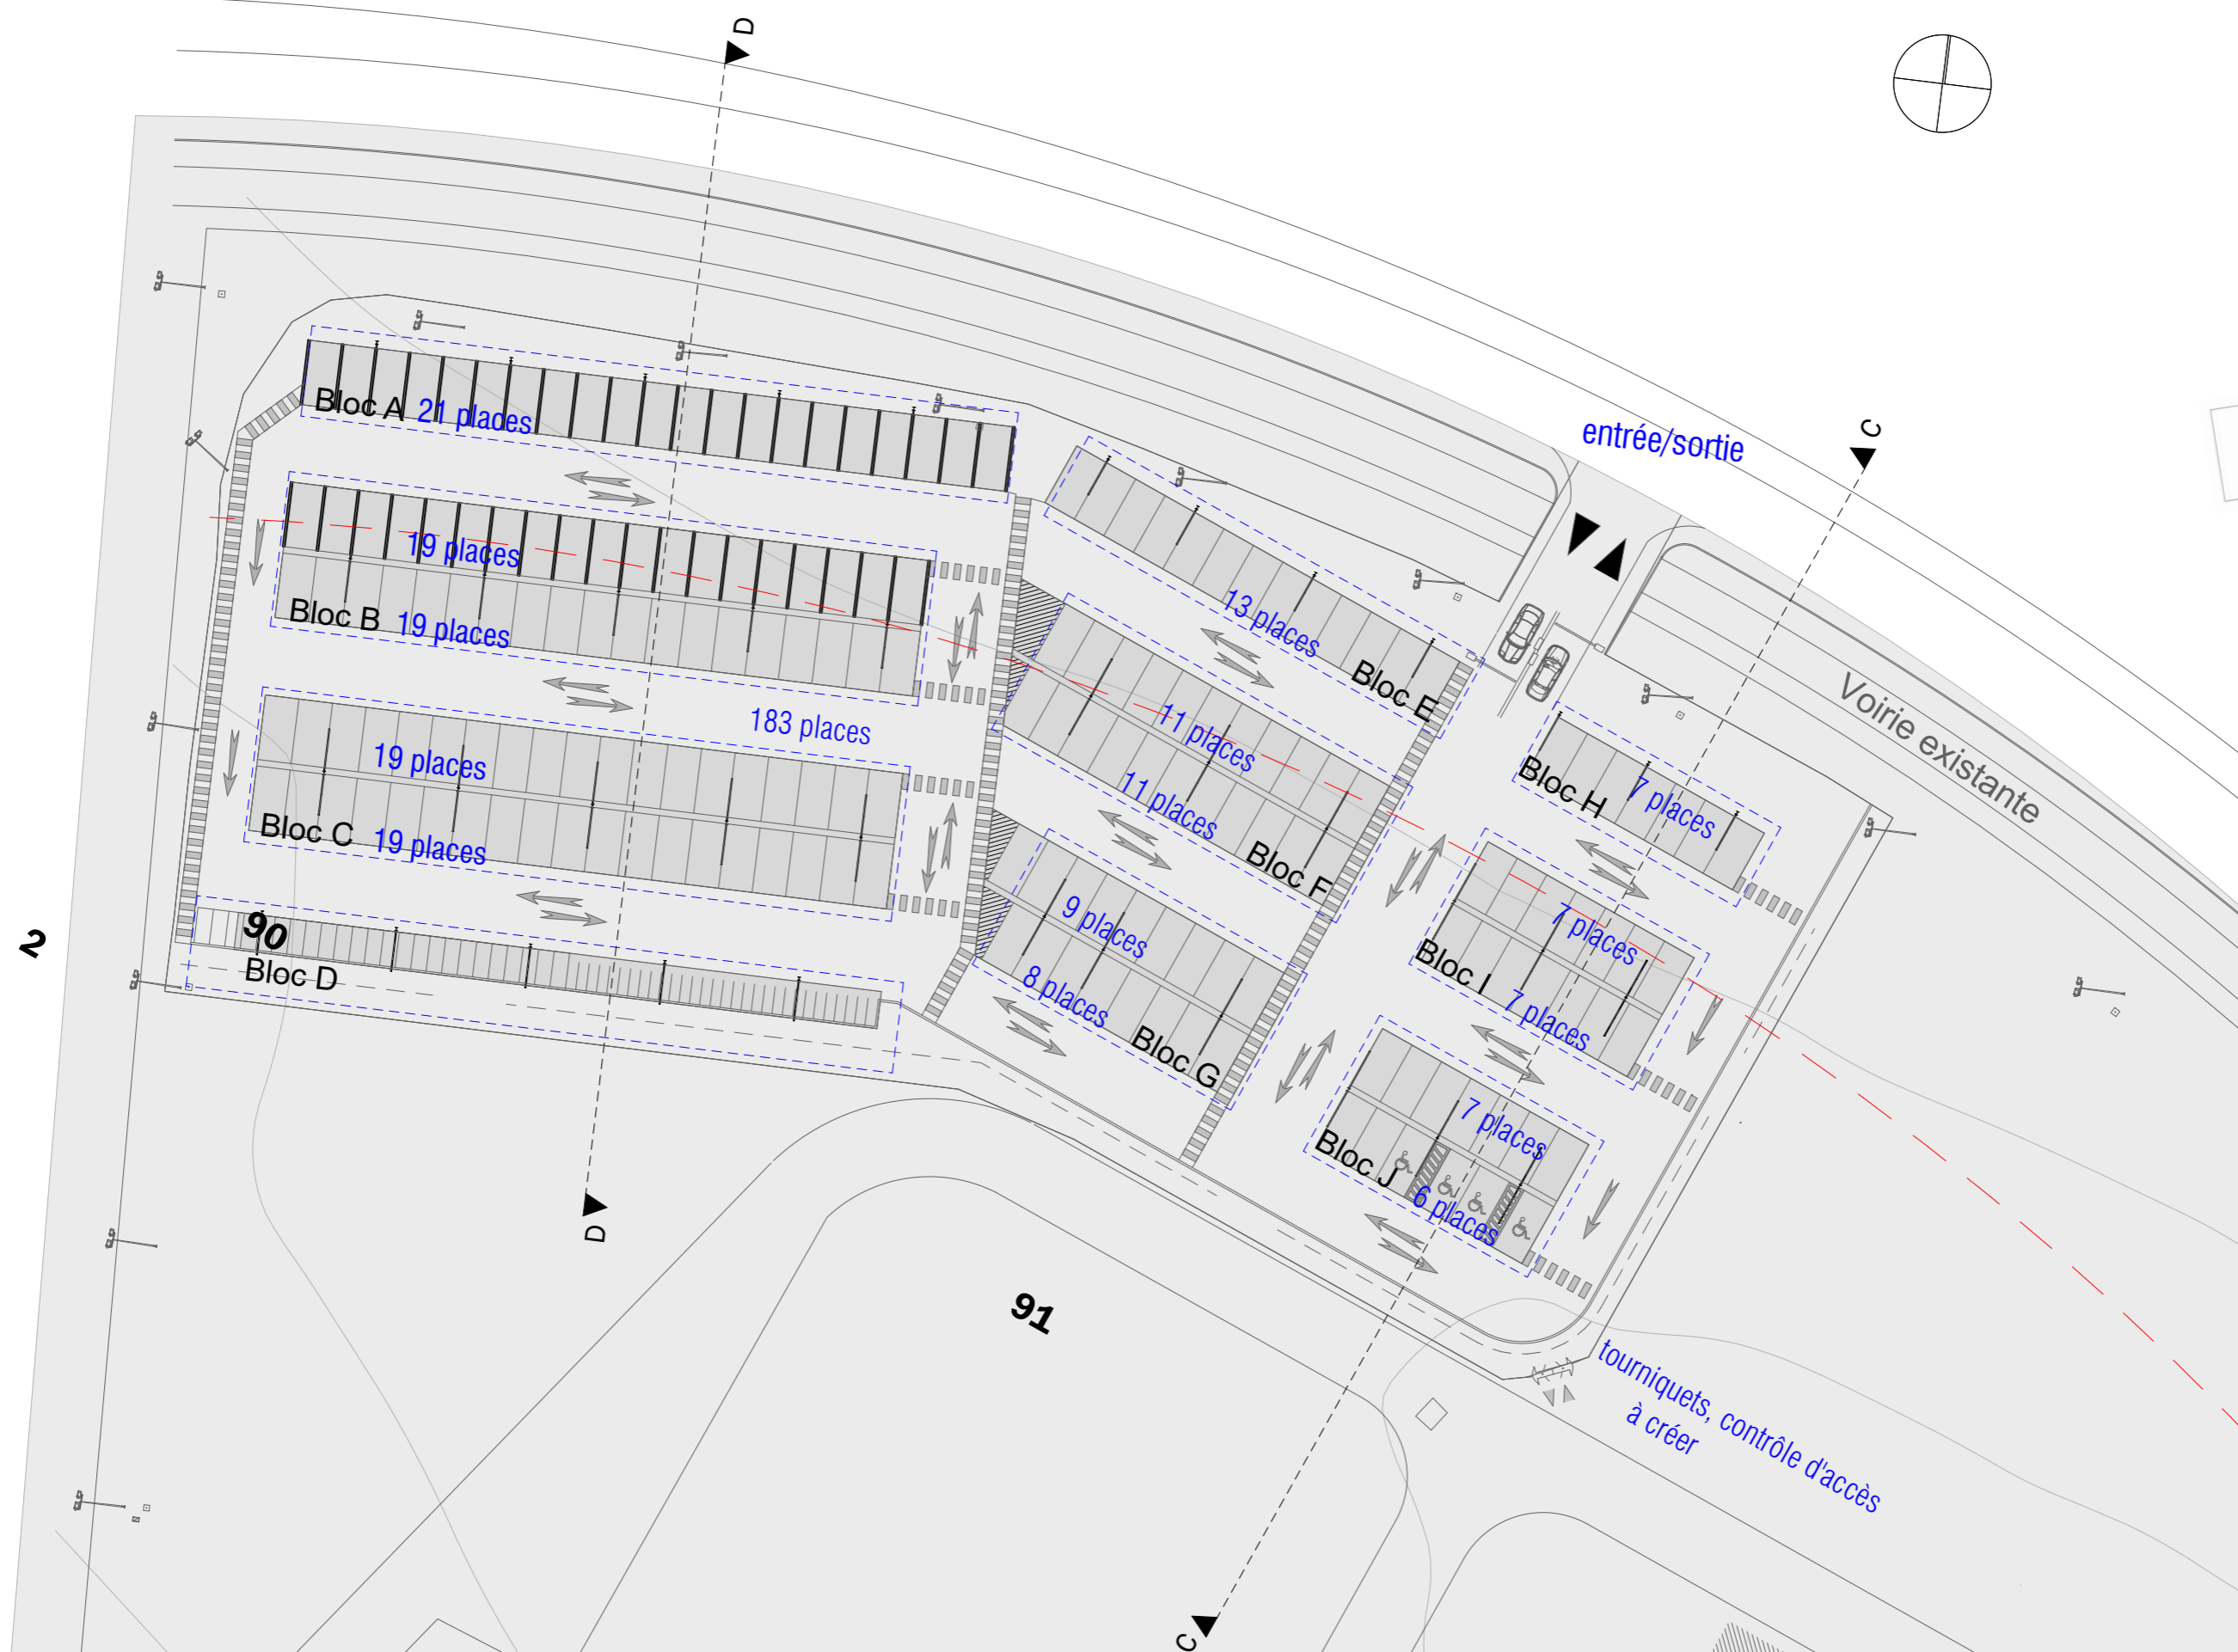 D
C
entrée/sortie
Bloc A 21 places
19 places
Bloc B 19 places
13 places
Bloc E
Voirie existante
183 places
11 places
11 places
Bloc F
7 places
Bloc H
19 places
Bloc C 19 places
9 places
8 places
Bloc G
7 places
Bloc I
7 places
2
90
Bloc D
7 places
Bloc J
6 places
D
91
tourniquets, contrôle d'accès
à créer
C